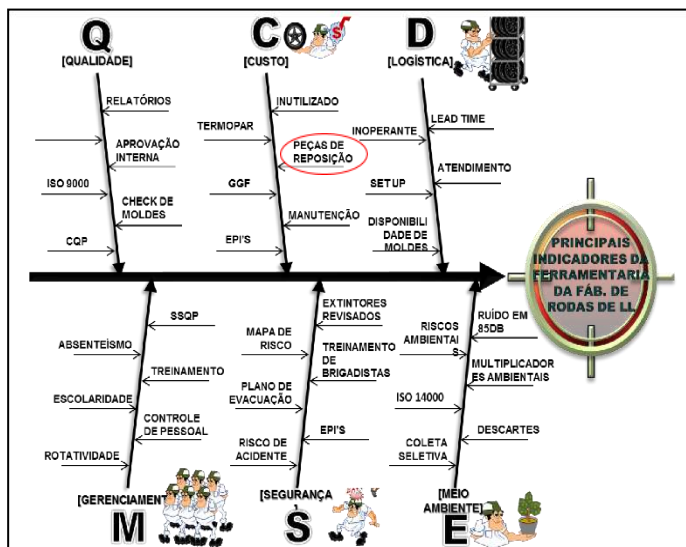 Q
[QUALIDADE]
C
[CUSTO]
D
[LOGÍSTICA]
RELATÓRIOS
APROVAÇÃO
INTERNA
ISO 9000
CHECK DE
MOLDES
CQP
INUTILIZADO
TERMOPAR
PEÇAS DE
REPOSIÇÃO
GGF
MANUTENÇÃO
EPI'S
LEAD TIME
INOPERANTE
ATENDIMENTO
SETUP
DISPONIBILI
DADE DE
MOLDES
PRINCIPAIS
INDICADORES DA
FERRAMENTARIA
DA FÁB. DE
RODAS DE LL
SSQP
ABSENTEÍSMO
TREINAMENTO
ESCOLARIDADE
CONTROLE
DE PESSOAL
ROTATIVIDADE
[GERENCIAMENT
M
EXTINTORES
REVISADOS
MAPA DE
RISCO
TREINAMENTO
DE
BRIGADISTAS
PLANO DE
EVACUAÇÃO
EPI'S
RISCO DE
ACIDENTE
[SEGURANÇA
]
S
RUÍDO EM
85DB
RISCOS
AMBIENTAI
S
MULTIPLICADOR
ES AMBIENTAIS
ISO 14000
DESCARTES
COLETA
SELETIVA
[MEIO
AMBIENTE]
E